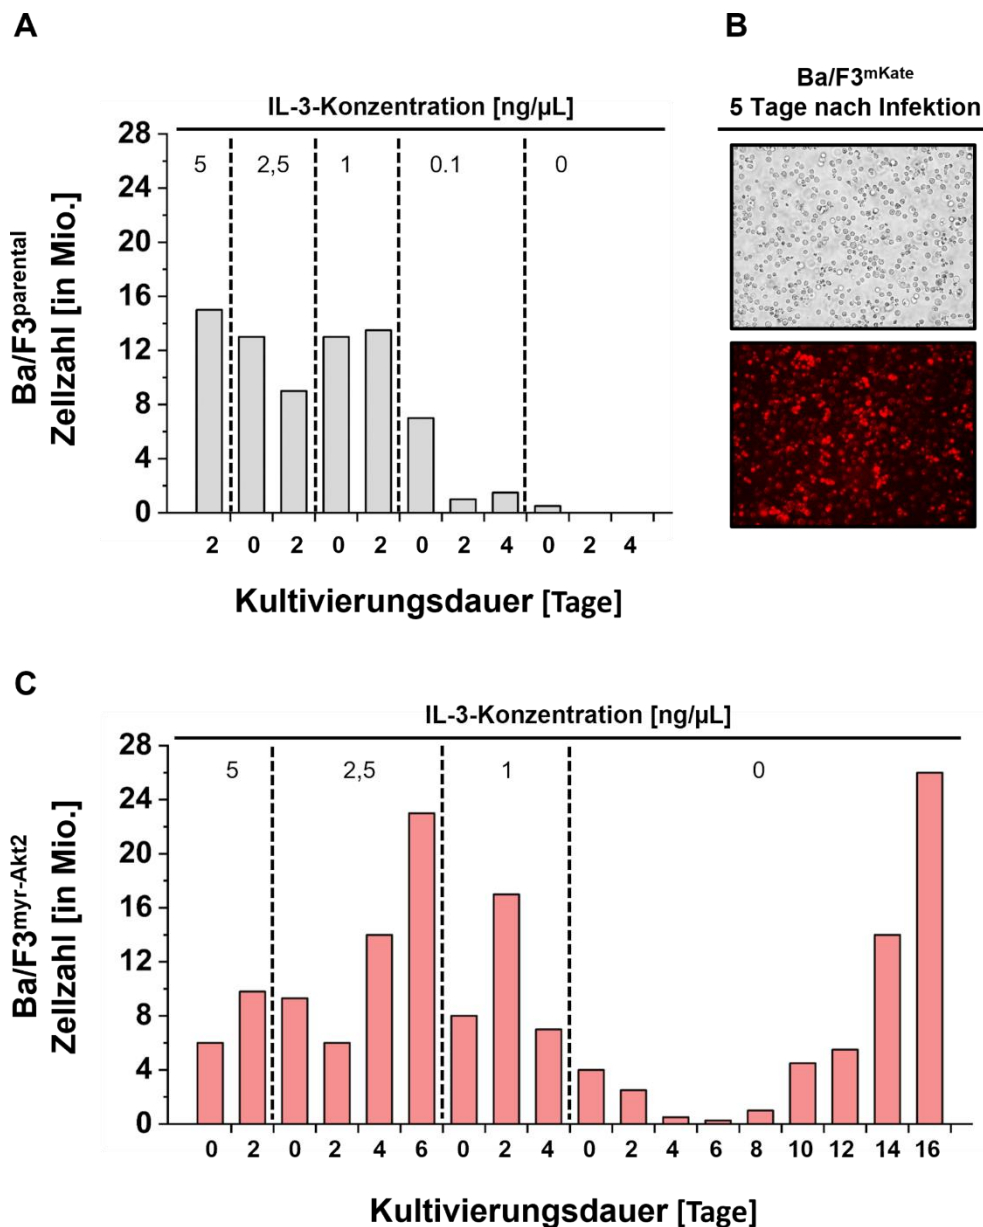 A
IL-3-Konzentration [ng/µL]
5 2,5 1 0.1 0
28
24
20
16
12
8
4
0
Ba/F3parental
Zellzahl [in Mio.]
2 0 2 0 2 0 2 4 0 2 4
Kultivierungsdauer [Tage]
B
Ba/F3mKate
5 Tage nach Infektion
C
IL-3-Konzentration [ng/µL]
5 2,5 1 0
28
24
20
16
12
8
4
0
Ba/F3myr-Akt2
Zellzahl [in Mio.]
0 2 0 2 4 6 0 2 4 0 2 4 6 8 10 12 14 16
Kultivierungsdauer [Tage]